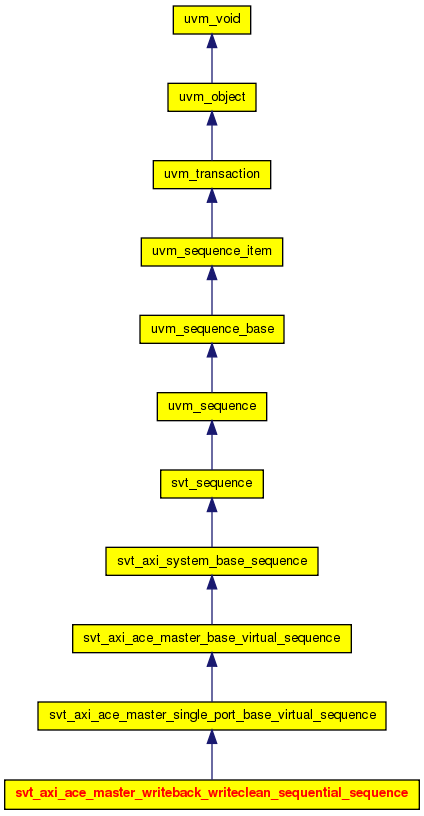 uvm_void
uvm_object
uvm_transaction
uvm_sequence_item
uvm_sequence_base
uvm_sequence
svt_sequence
svt_axi_system_base_sequence
svt_axi_ace_master_base_virtual_sequence
svt_axi_ace_master_single_port_base_virtual_sequence
svt_axi_ace_master_writeback_writeclean_sequential_sequence